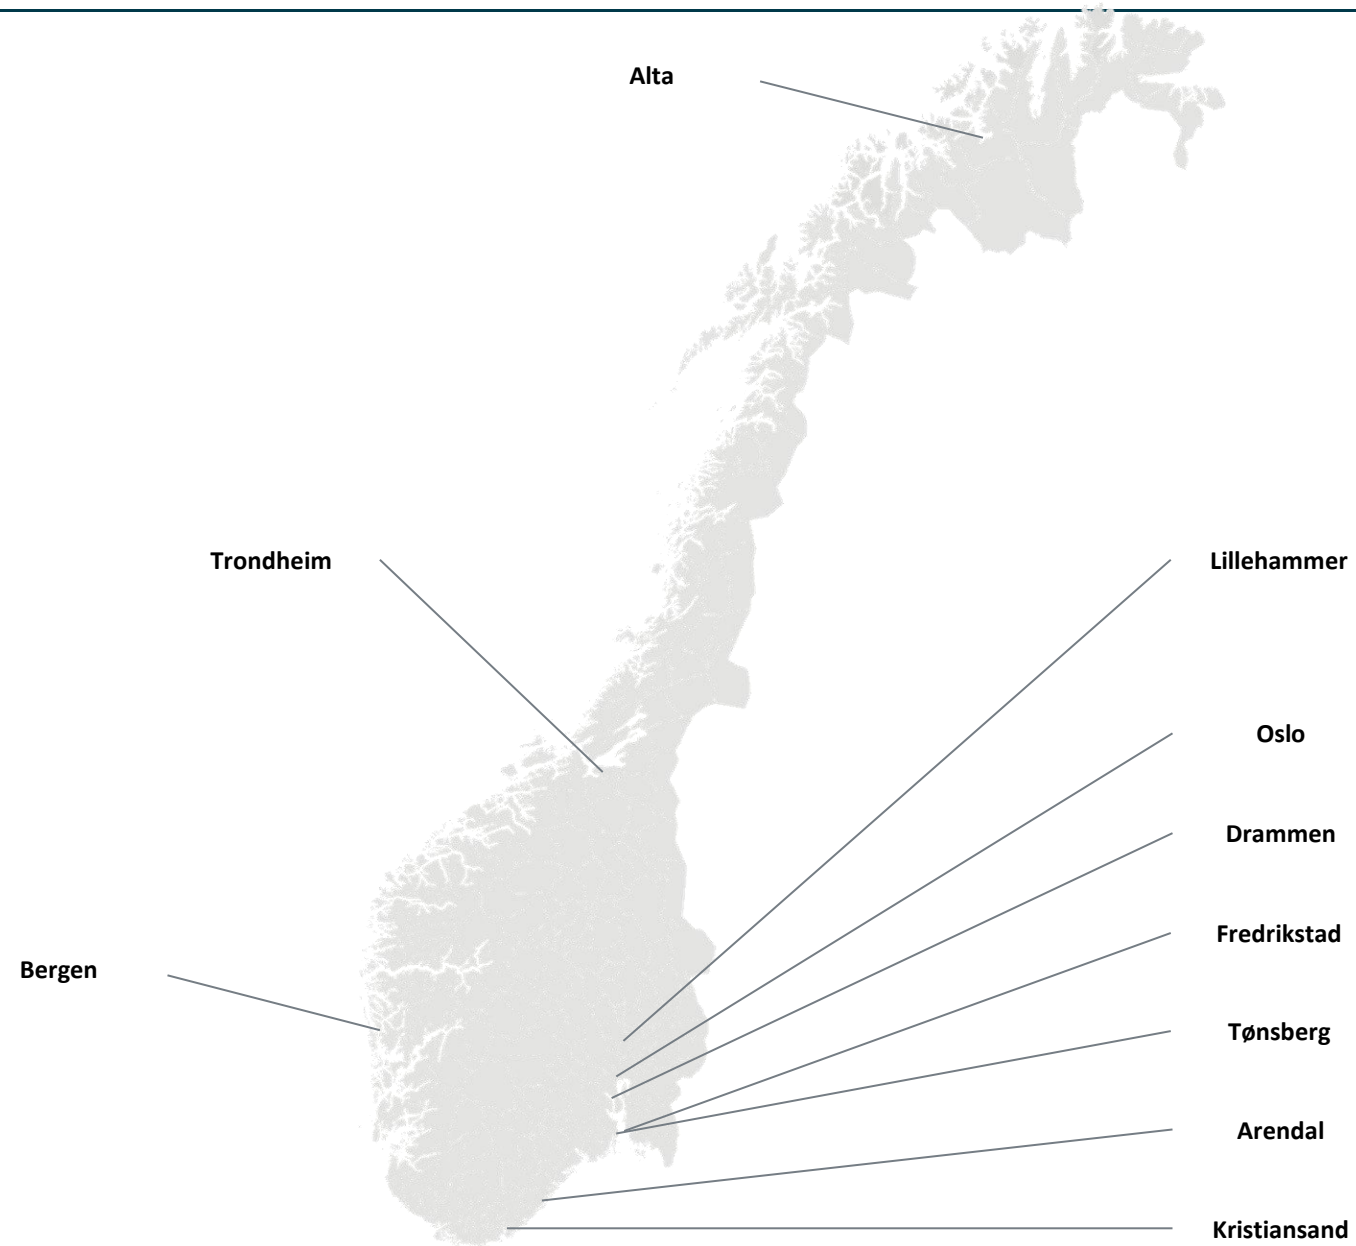 Alta
Trondheim
Lillehammer
Oslo
Drammen
Fredrikstad
Bergen
Tønsberg
Arendal
Kristiansand